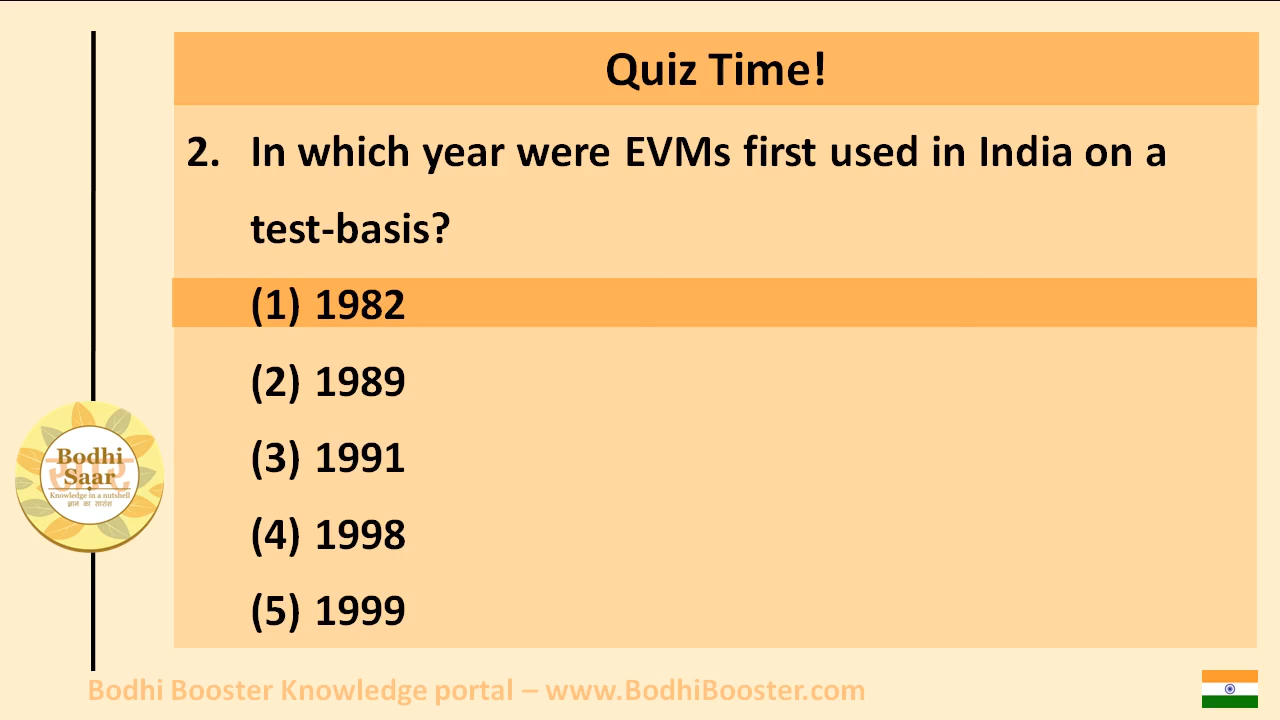 Quiz Time!
2. In which year were EVMs first used in India on a
test-basis?
(1) 1982
(2) 1989
(3) 1991
(4) 1998
(5) 1999
Bodhi
Saar
Knowledge in a nutshell
ज्ञान का सारांश
Bodhi Booster Knowledge portal – www.BodhiBooster.com